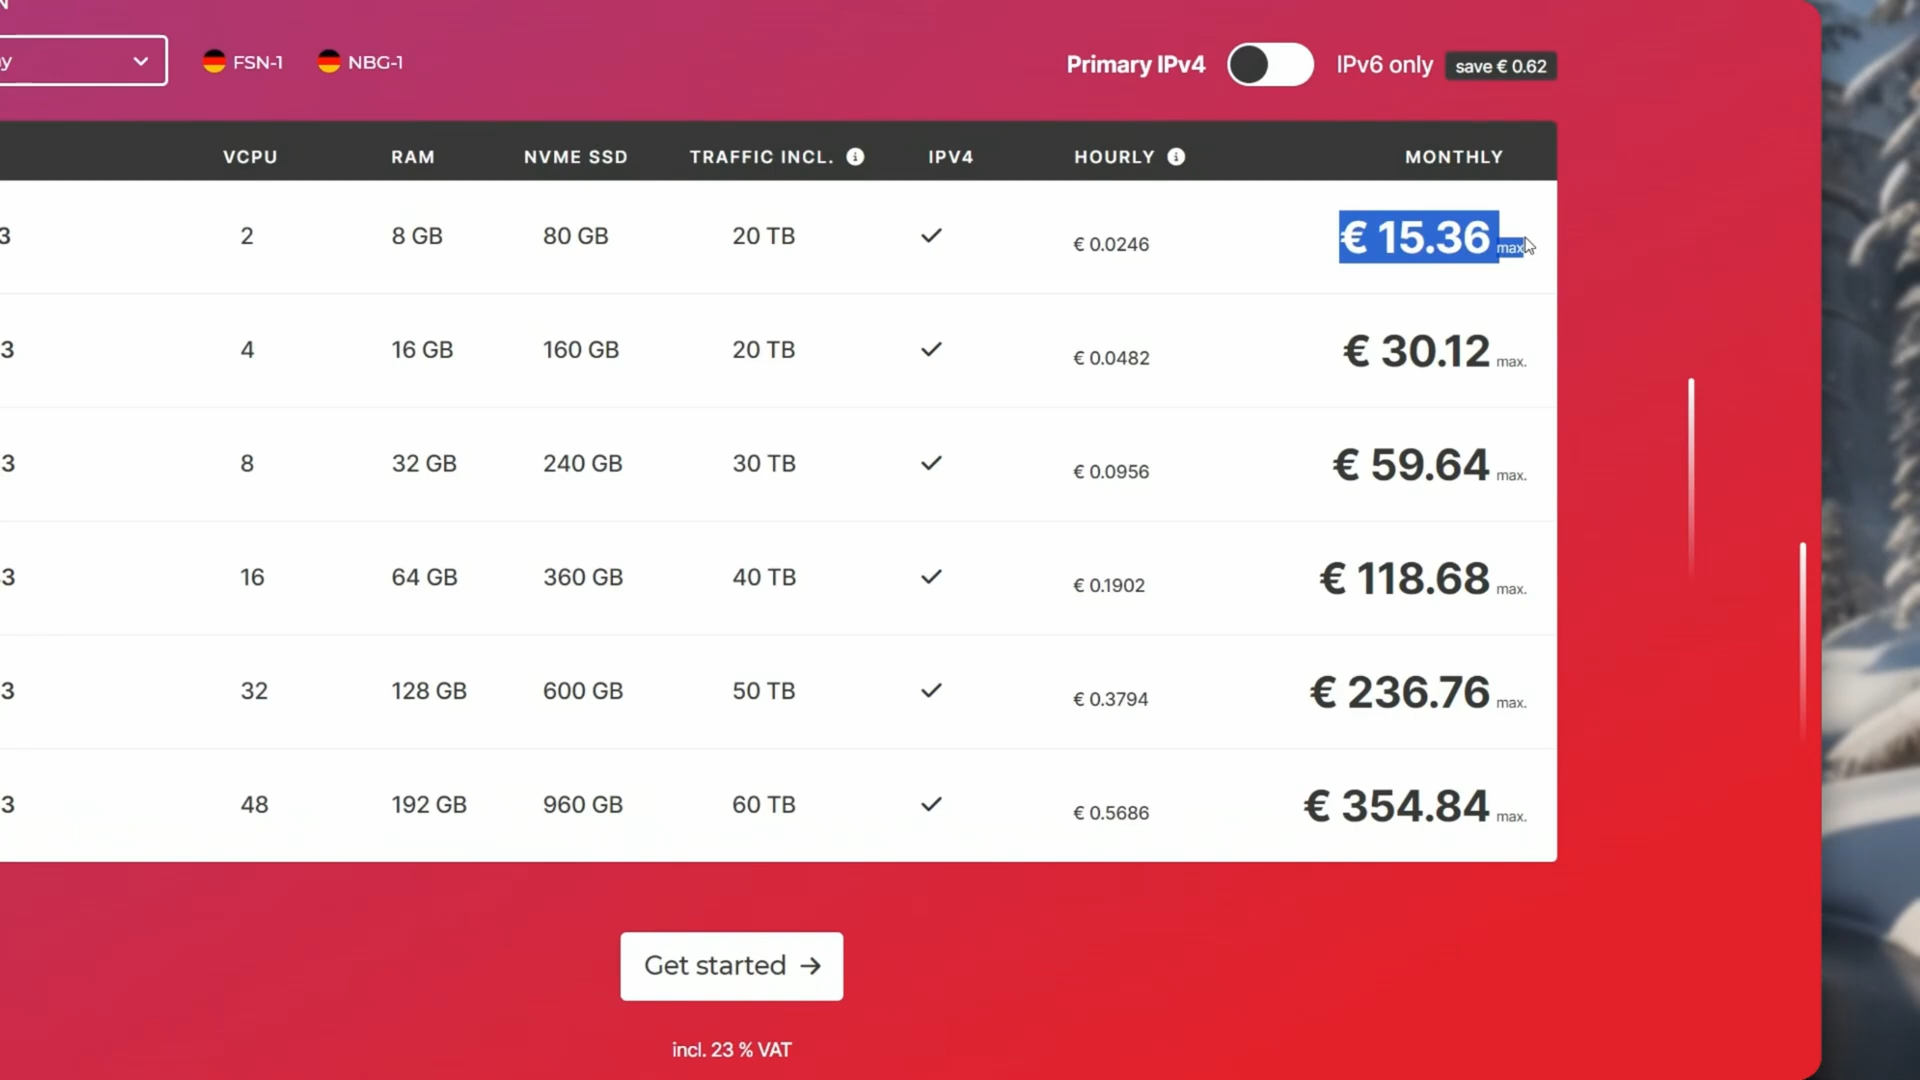 y FSN-1 NBG-1 Primary IPv4 IPv6 only save € 0.62
VCPU RAM NVME SSD TRAFFIC INCL. IPV4 HOURLY MONTHLY
3 2 8 GB 80 GB 20 TB € 0.0246 € 15.36 max
3 4 16 GB 160 GB 20 TB € 0.0482 € 30.12 max.
3 8 32 GB 240 GB 30 TB € 0.0956 € 59.64 max.
3 16 64 GB 360 GB 40 TB € 0.1902 € 118.68 max.
3 32 128 GB 600 GB 50 TB € 0.3794 € 236.76 max.
3 48 192 GB 960 GB 60 TB € 0.5686 € 354.84 max.
Get started →
incl. 23 % VAT